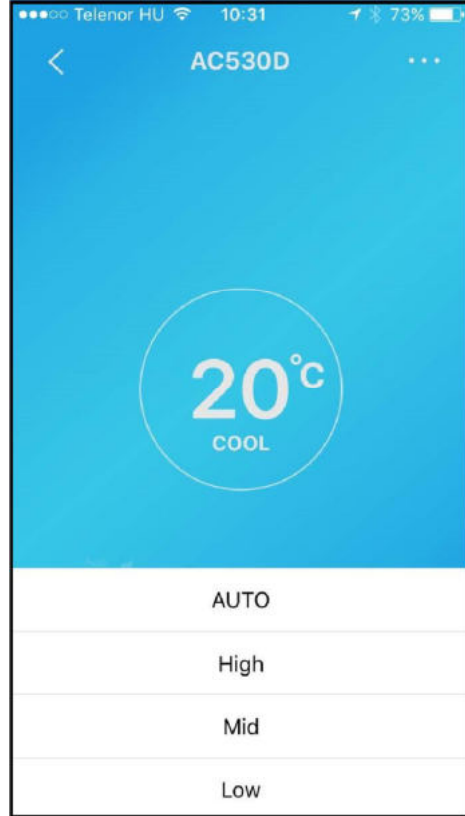 Telenor HU 10:31 73%
AC530D
20°C
COOL
AUTO
High
Mid
Low